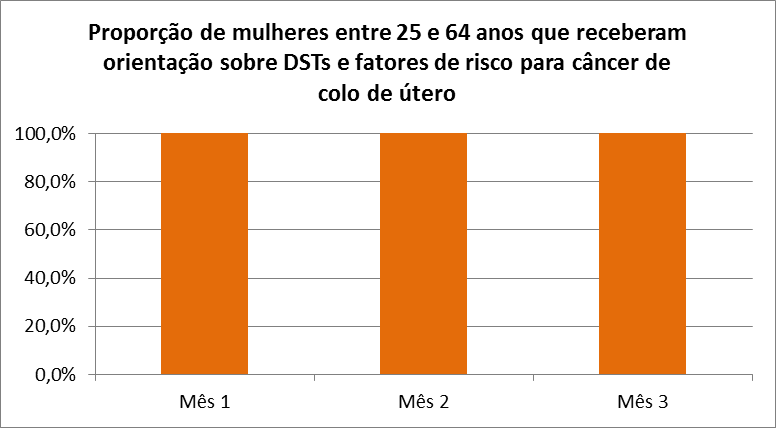 Proporção de mulheres entre 25 e 64 anos que receberam
orientação sobre DSTs e fatores de risco para câncer de
colo de útero
100,0%
80,0%
60,0%
40,0%
20,0%
0,0%
Mês 1
Mês 2
Mês 3